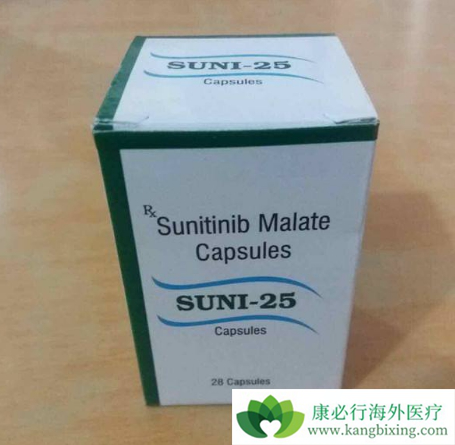 SUNI-25
Capsules
Rx
Sunitinib Malate
Capsules
SUNI-25
Capsules
28 Capsules
康必行海外医疗
www.kangbixing.com